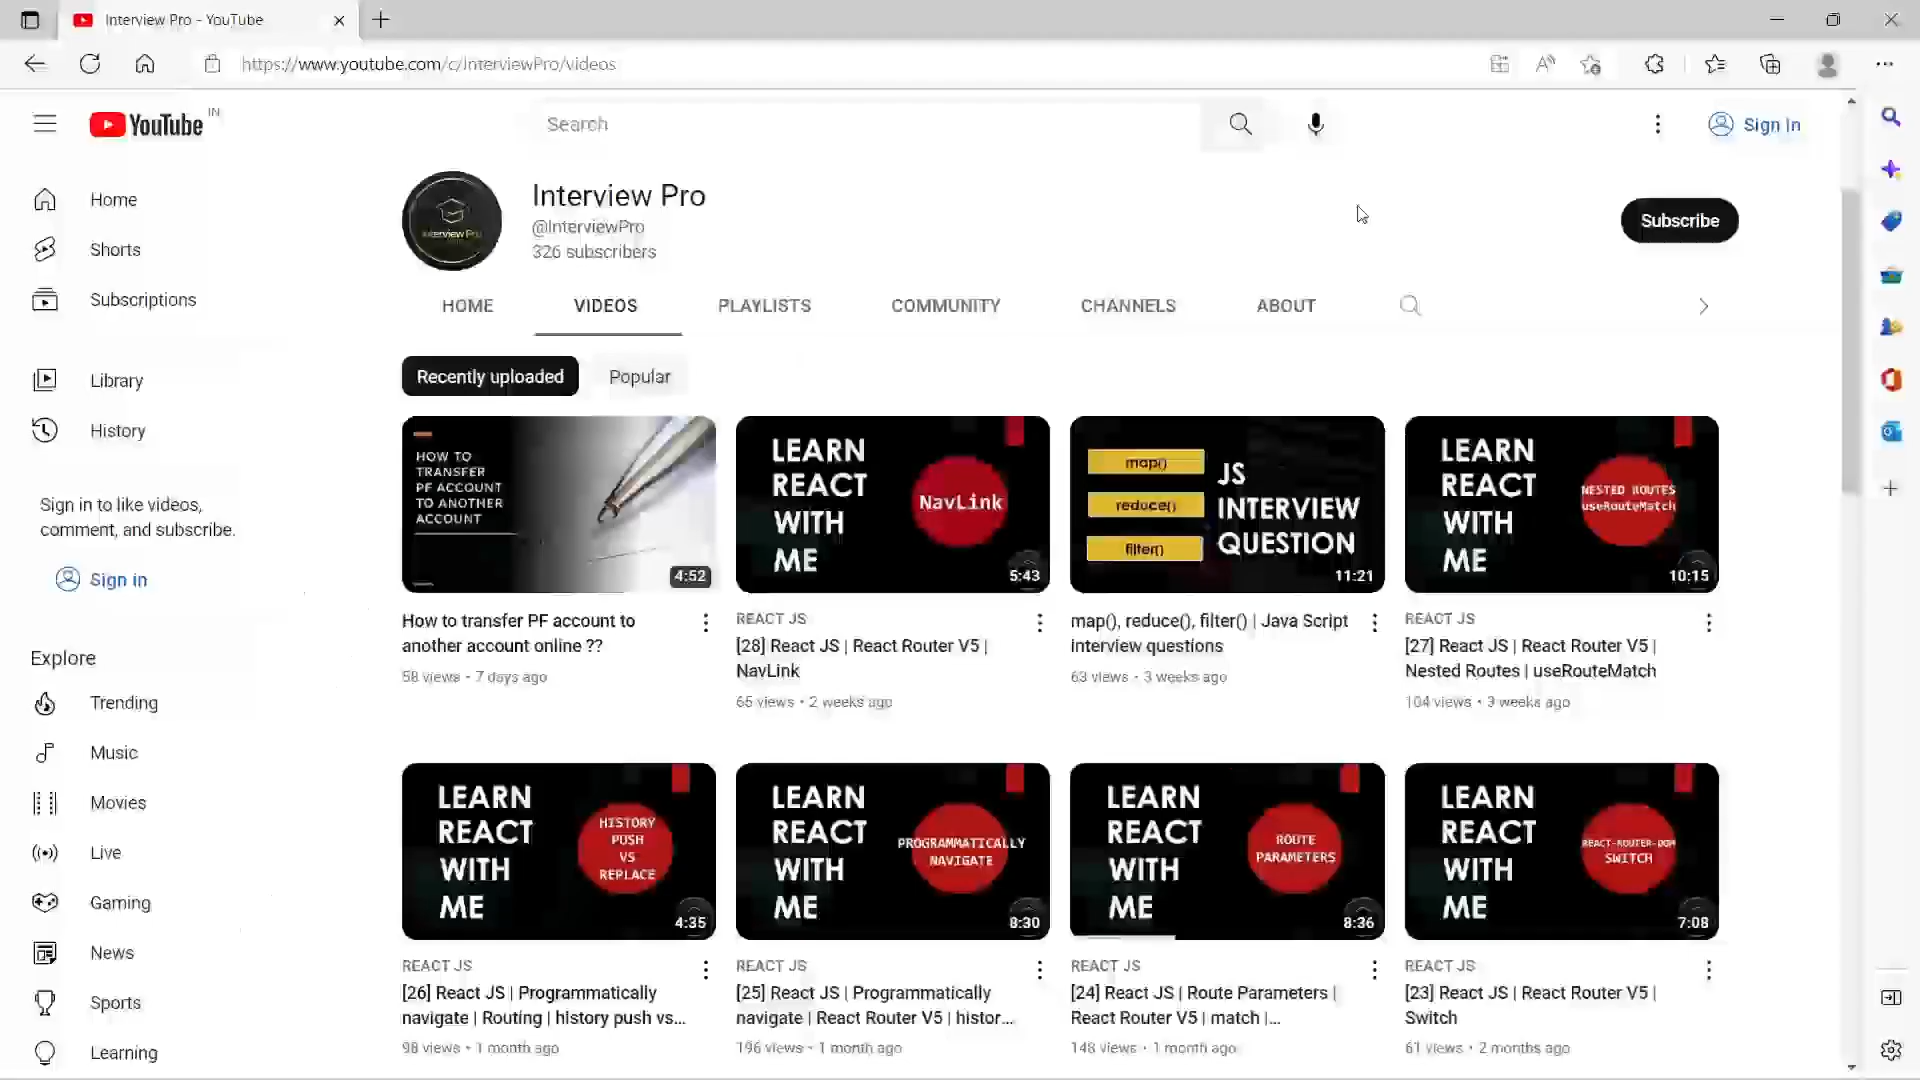 Interview Pro - YouTube
https://www.youtube.com/c/InterviewPro/videos
YouTube IN
Search
Sign In
Home
Shorts
Subscriptions
Library
History
Sign in to like videos,
comment, and subscribe.
Sign in
Explore
Trending
Music
Movies
Live
Gaming
News
Sports
Learning
Interview Pro
Interview Pro
@InterviewPro
326 subscribers
Subscribe
HOME
VIDEOS
PLAYLISTS
COMMUNITY
CHANNELS
ABOUT
Recently uploaded
Popular
HOW TO
TRANSFER
PF ACCOUNT
TO ANOTHER
ACCOUNT
4:52
How to transfer PF account to
another account online ??
58 views • 7 days ago
LEARN
REACT
WITH
ME
NavLink
5:43
REACT JS
[28] React JS | React Router V5 |
NavLink
65 views • 2 weeks ago
map()
reduce()
filter()
JS
INTERVIEW
QUESTION
11:21
map(), reduce(), filter() | Java Script
interview questions
63 views • 3 weeks ago
LEARN
REACT
WITH
ME
NESTED ROUTES
useRouteMatch
10:15
REACT JS
[27] React JS | React Router V5 |
Nested Routes | useRouteMatch
104 views • 3 weeks ago
LEARN
REACT
WITH
ME
HISTORY
PUSH
VS
REPLACE
4:35
REACT JS
[26] React JS | Programmatically
navigate | Routing | history push vs...
98 views • 1 month ago
LEARN
REACT
WITH
ME
PROGRAMMATICALLY
NAVIGATE
8:30
REACT JS
[25] React JS | Programmatically
navigate | React Router V5 | histor...
196 views • 1 month ago
LEARN
REACT
WITH
ME
ROUTE
PARAMETERS
8:36
REACT JS
[24] React JS | Route Parameters |
React Router V5 | match |...
148 views • 1 month ago
LEARN
REACT
WITH
ME
REACT-ROUTER-DOM
SWITCH
7:08
REACT JS
[23] React JS | React Router V5 |
Switch
61 views • 2 months ago